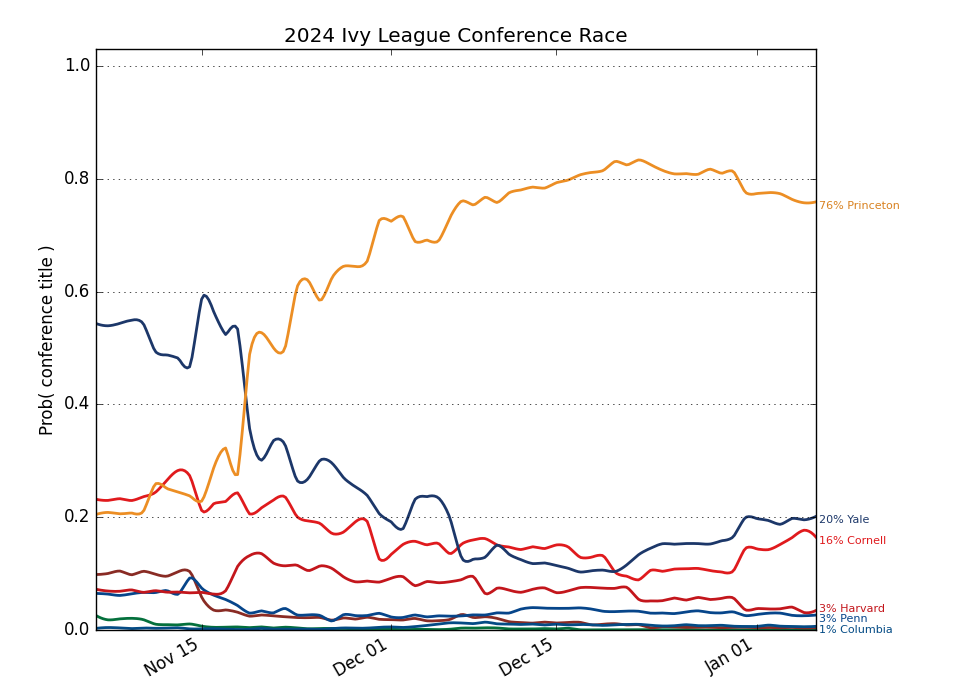 2024 Ivy League Conference Race
Prob( conference title )
1.0
0.8
0.6
0.4
0.2
0.0
Nov 15
Dec 01
Dec 15
Jan 01
76% Princeton
20% Yale
16% Cornell
3% Harvard
3% Penn
1% Columbia